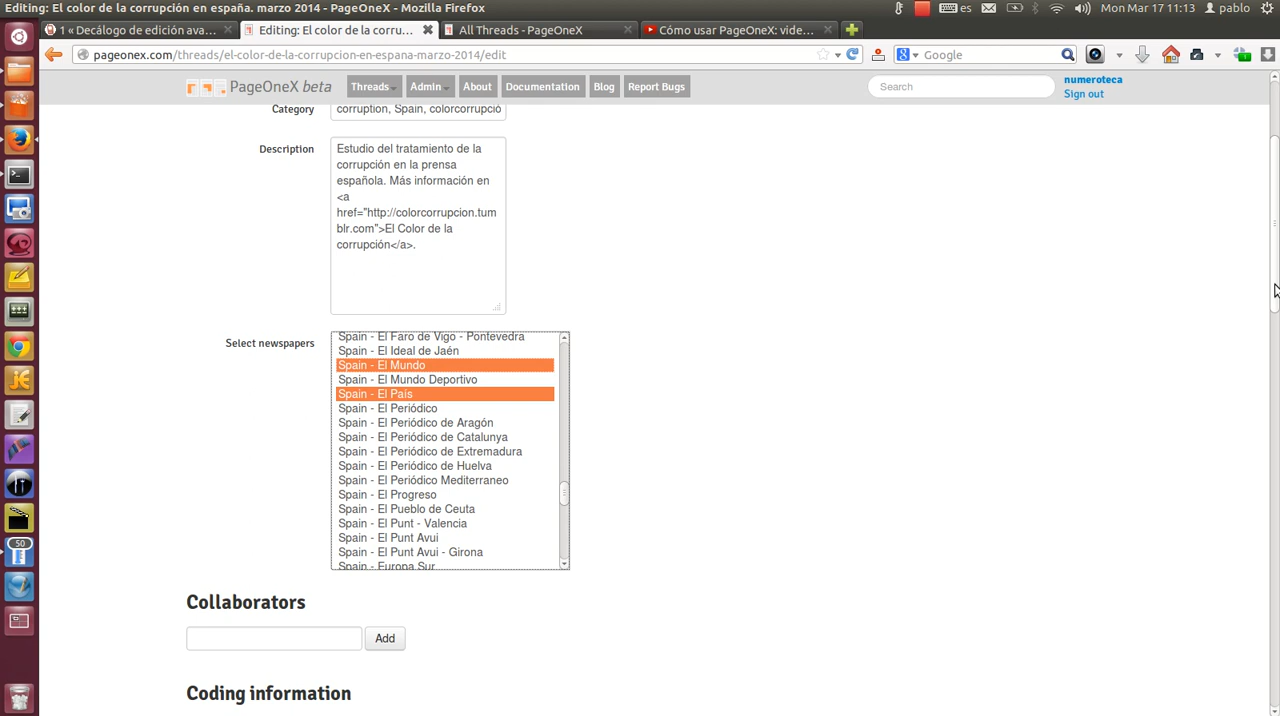 Editing: El color de la corrupción en españa. marzo 2014 - PageOneX - Mozilla Firefox
es
Mon Mar 17 11:13
pablo
1 « Decálogo de edición ava...
Editing: El color de la corru...
All Threads - PageOneX
Cómo usar PageOneX: vide...
pageonex.com/threads/el-color-de-la-corrupcion-en-espana-marzo-2014/edit
Google
PageOneX beta
Threads
Admin
About
Documentation
Blog
Report Bugs
Search
numeroteca
Sign out
Category
corruption, Spain, colorcorrupció
Description
Estudio del tratamiento de la
corrupción en la prensa
española. Más información en
<a
href="http://colorcorrupcion.tum
blr.com">El Color de la
corrupción</a>.
Select newspapers
Spain - El Faro de Vigo - Pontevedra
Spain - El Ideal de Jaén
Spain - El Mundo
Spain - El Mundo Deportivo
Spain - El País
Spain - El Periódico
Spain - El Periódico de Aragón
Spain - El Periódico de Catalunya
Spain - El Periódico de Extremadura
Spain - El Periódico de Huelva
Spain - El Periódico Mediterraneo
Spain - El Progreso
Spain - El Pueblo de Ceuta
Spain - El Punt - Valencia
Spain - El Punt Avui
Spain - El Punt Avui - Girona
Spain - Europa Sur
50
Collaborators
Add
Coding information